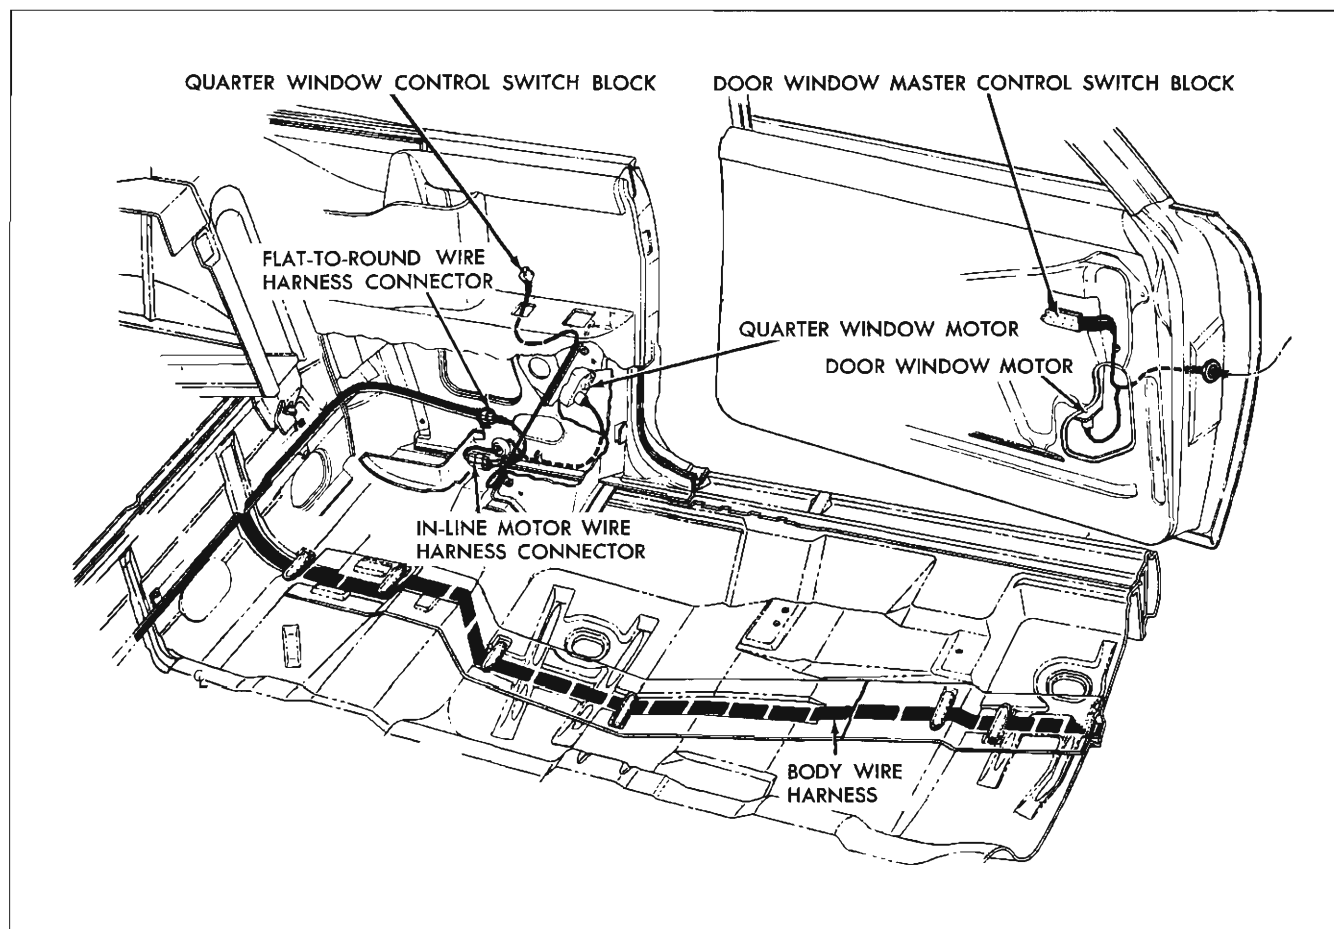 QUARTER WINDOW CONTROL SWITCH BLOCK
DOOR WINDOW MASTER CONTROL SWITCH BLOCK
FLAT-TO-ROUND WIRE
HARNESS CONNECTOR
QUARTER WINDOW MOTOR
DOOR WINDOW MOTOR
IN-LINE MOTOR WIRE
HARNESS CONNECTOR
BODY WIRE
HARNESS